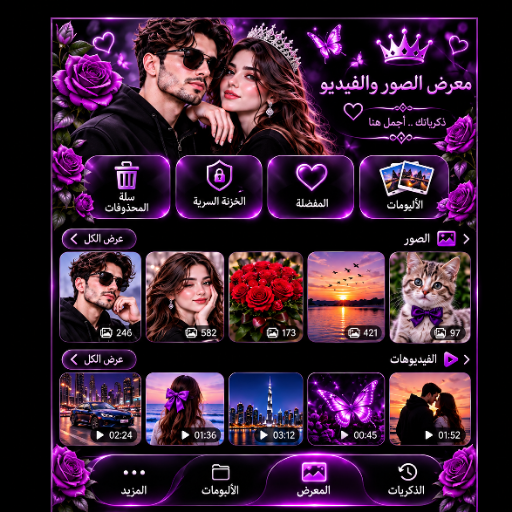 معرض الصور والفيديو
ذكرياتك .. أجمل هنا
الألبومات
المفضلة
الخزنة السرية
سلة
المحذوفات
الصور
عرض الكل
97
421
173
582
246
الفيديوهات
عرض الكل
01:52
00:45
03:12
01:36
02:24
الذكريات
المعرض
الألبومات
المزيد